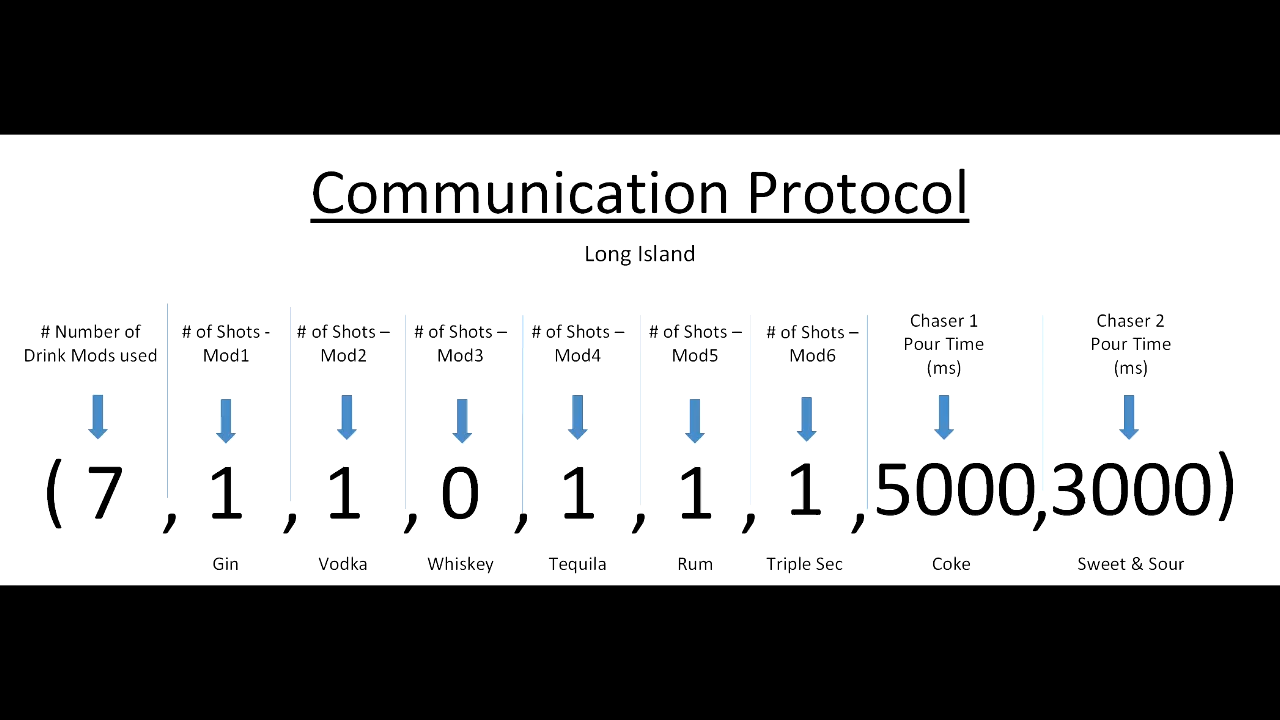 Communication Protocol
Long Island
# Number of
Drink Mods used
# of Shots -
Mod1
# of Shots –
Mod2
# of Shots –
Mod3
# of Shots –
Mod4
# of Shots –
Mod5
# of Shots –
Mod6
Chaser 1
Pour Time
(ms)
Chaser 2
Pour Time
(ms)
( 7 , 1 , 1 , 0 , 1 , 1 , 1 , 5000,3000)
Gin
Vodka
Whiskey
Tequila
Rum
Triple Sec
Coke
Sweet & Sour